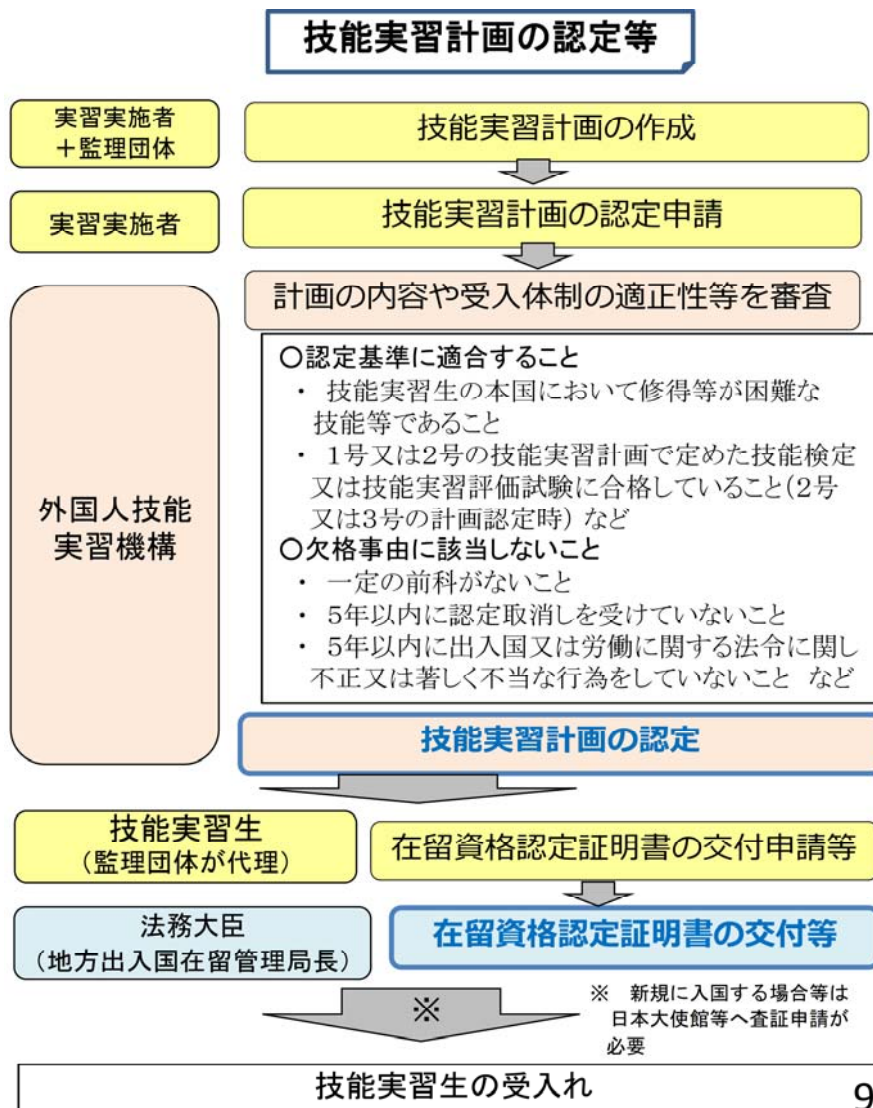 技能実習計画の認定等
実習実施者
＋監理団体
技能実習計画の作成
実習実施者
技能実習計画の認定申請
外国人技能
実習機構
計画の内容や受入体制の適正性等を審査
○認定基準に適合すること
・ 技能実習生の本国において修得等が困難な
技能等であること
・ 1号又は2号の技能実習計画で定めた技能検定
又は技能実習評価試験に合格していること(2号
又は3号の計画認定時) など
○欠格事由に該当しないこと
・ 一定の前科がないこと
・ 5年以内に認定取消しを受けていないこと
・ 5年以内に出入国又は労働に関する法令に関し
不正又は著しく不当な行為をしていないこと など
技能実習計画の認定
技能実習生
(監理団体が代理)
在留資格認定証明書の交付申請等
法務大臣
(地方出入国在留管理局長)
在留資格認定証明書の交付等
※
※ 新規に入国する場合等は
日本大使館等へ査証申請が
必要
技能実習生の受入れ
9